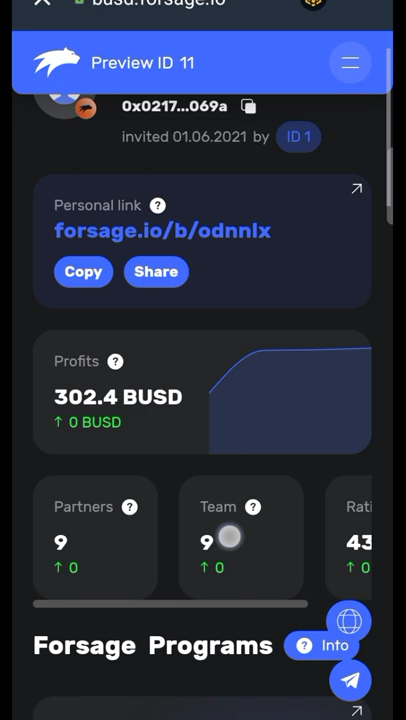 busd.forsage.io
Preview ID 11
0x0217...069a
invited 01.06.2021 by ID 1
Personal link ?
forsage.io/b/odnnlx
Copy Share
Profits ?
302.4 BUSD
↑ 0 BUSD
Partners ? Team ? Rati
9 9 43
↑ 0 ↑ 0 ↑ 0
Forsage Programs ? Info